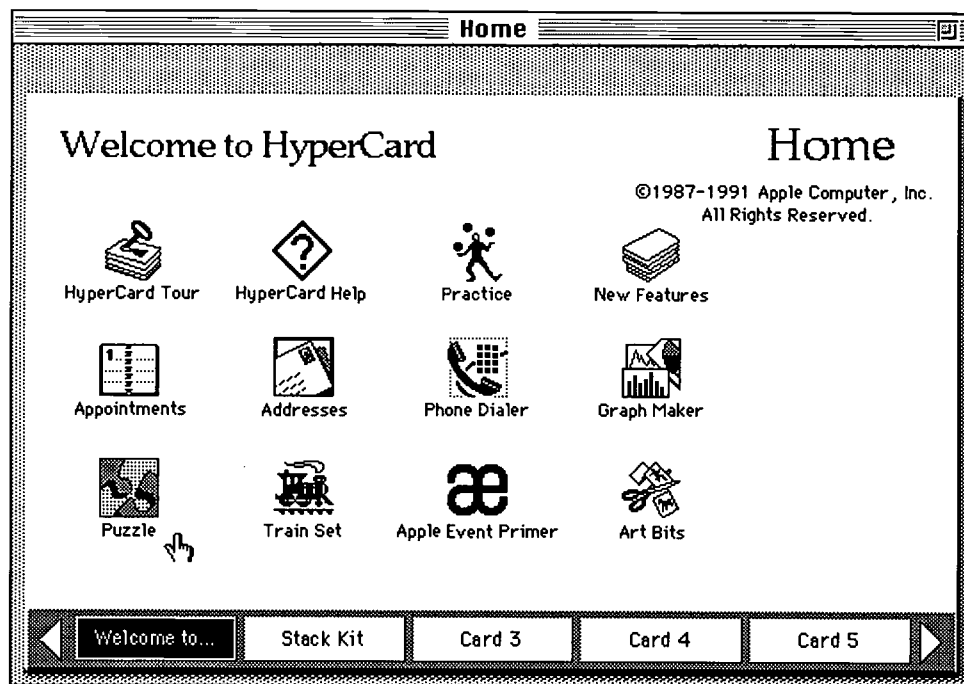 Home
Welcome to HyperCard
Home
©1987-1991 Apple Computer, Inc.
All Rights Reserved.
HyperCard Tour
HyperCard Help
Practice
New Features
1
Appointments
Addresses
Phone Dialer
Graph Maker
Puzzle
Train Set
æ
Apple Event Primer
Art Bits
Welcome to...
Stack Kit
Card 3
Card 4
Card 5